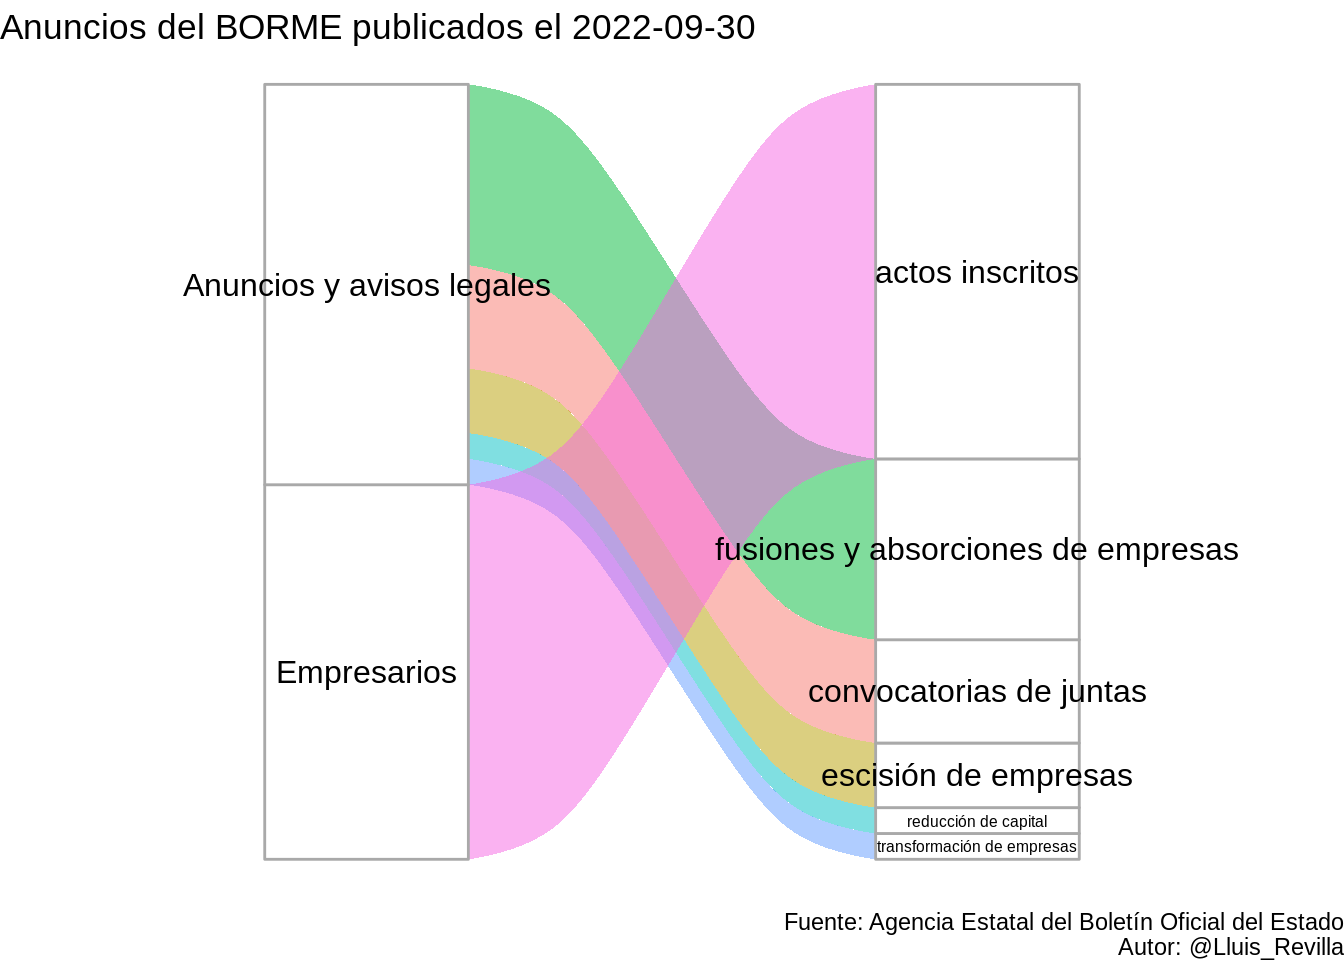 Anuncios del BORME publicados el 2022-09-30
Anuncios y avisos legales
Empresarios
actos inscritos
fusiones y absorciones de empresas
convocatorias de juntas
escisión de empresas
reducción de capital
transformación de empresas
Fuente: Agencia Estatal del Boletín Oficial del Estado
Autor: @Lluis_Revilla